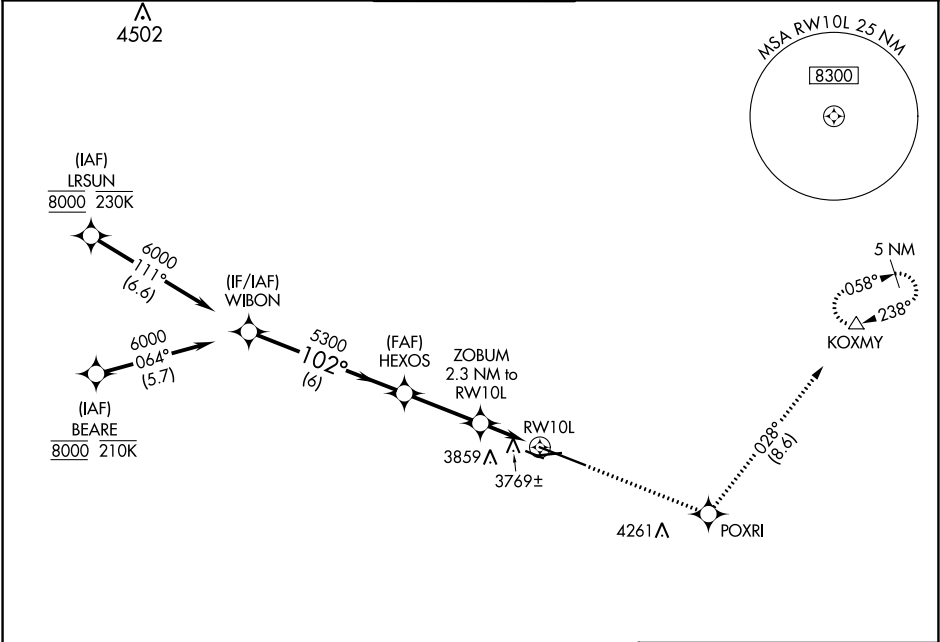 4502
MSA RW10L 25 NM
8300
(IAF)
LRSUN
8000 230K
6000
111°
(6.6)
(IF/IAF)
WIBON
6000
064°
(5.7)
(IAF)
BEARE
8000 210K
5300
102°
(6)
(FAF)
HEXOS
ZOBUM
2.3 NM to
RW10L
RW10L
3859
3769±
5 NM
058°
238°
KOXMY
028°
(8.6)
4261
POXRI